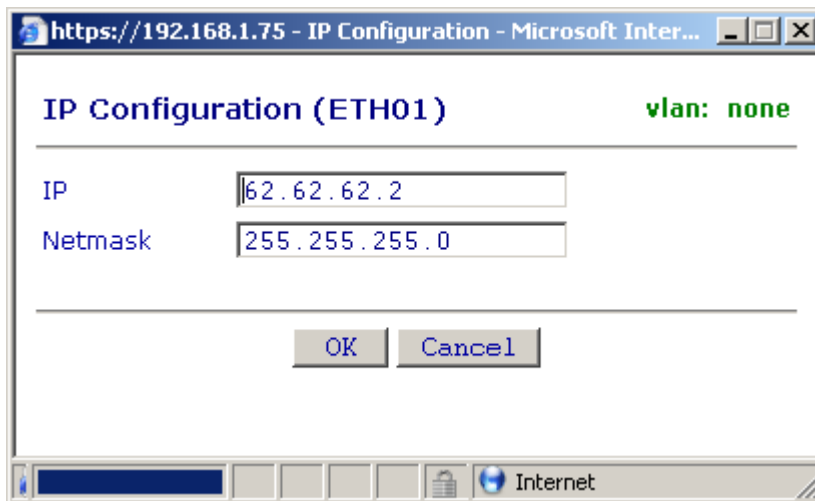 https://192.168.1.75 - IP Configuration - Microsoft Inter...
IP Configuration (ETH01) vlan: none
IP 62.62.62.2
Netmask 255.255.255.0
OK Cancel
Internet